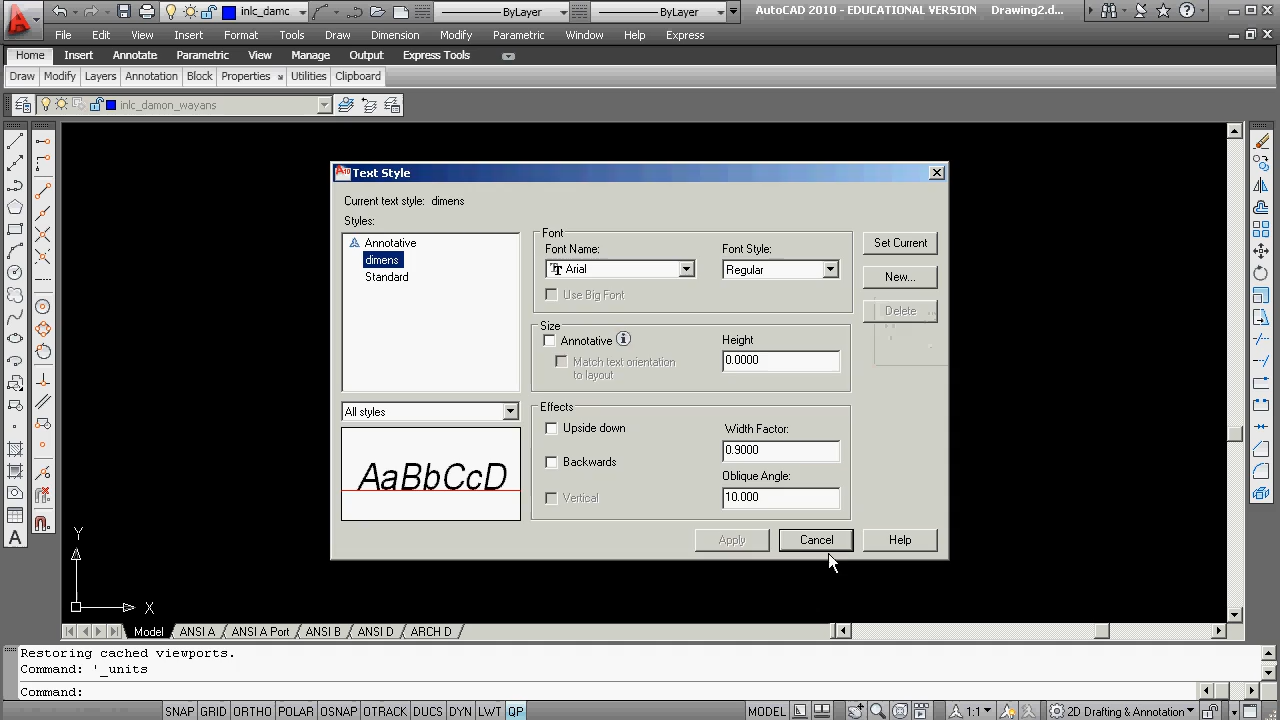 inlc_damc
ByLayer
ByLayer
AutoCAD 2010 - EDUCATIONAL VERSION Drawing2.d...
File Edit View Insert Format Tools Draw Dimension Modify Parametric Window Help Express
Home Insert Annotate Parametric View Manage Output Express Tools
Draw Modify Layers Annotation Block Properties Utilities Clipboard
inlc_damon_wayans
Text Style
Current text style: dimens
Styles:
Annotative
dimens
Standard
All styles
AaBbCcD
Font
Font Name:
Arial
Use Big Font
Font Style:
Regular
Size
Annotative
Match text orientation
to layout
Height
0.0000
Effects
Upside down
Backwards
Vertical
Width Factor:
0.9000
Oblique Angle:
10.000
Set Current
New...
Delete
Apply Cancel Help
Y
X
Model ANSI A ANSI A Port ANSI B ANSI D ARCH D
Restoring cached viewports.
Command: '_units
Command:
SNAP GRID ORTHO POLAR OSNAP OTRACK DUCS DYN LWT QP MODEL 1:1 2D Drafting & Annotation